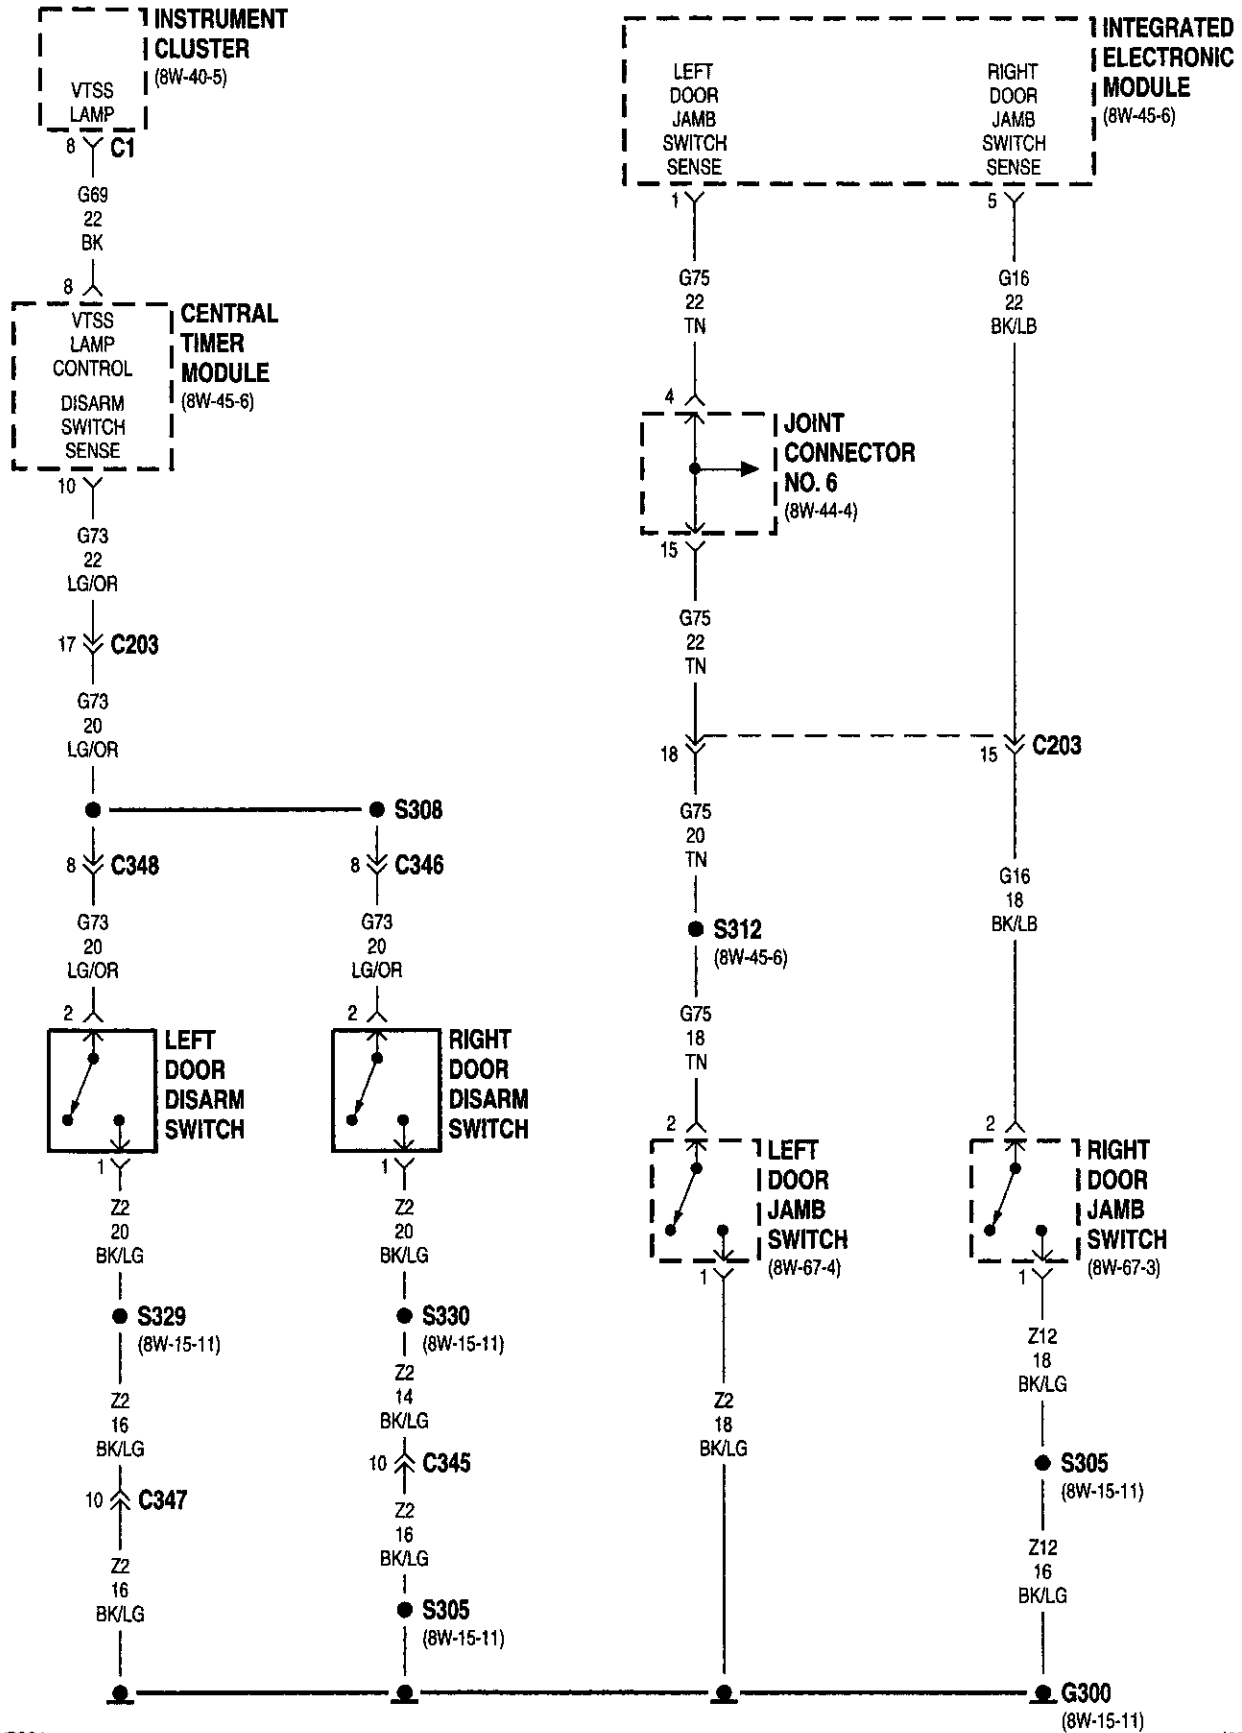 INSTRUMENT
CLUSTER
(8W-40-5)
VTSS
LAMP
8
C1
G69
22
BK
8
VTSS
LAMP
CONTROL
DISARM
SWITCH
SENSE
CENTRAL
TIMER
MODULE
(8W-45-6)
10
G73
22
LG/OR
17
C203
G73
20
LG/OR
S308
8
C348
8
C346
G73
20
LG/OR
G73
20
LG/OR
2
LEFT
DOOR
DISARM
SWITCH
2
RIGHT
DOOR
DISARM
SWITCH
1
Z2
20
BK/LG
1
Z2
20
BK/LG
S329
(8W-15-11)
S330
(8W-15-11)
Z2
16
BK/LG
Z2
14
BK/LG
10
C347
10
C345
Z2
16
BK/LG
Z2
16
BK/LG
S305
(8W-15-11)
INTEGRATED
ELECTRONIC
MODULE
(8W-45-6)
LEFT
DOOR
JAMB
SWITCH
SENSE
RIGHT
DOOR
JAMB
SWITCH
SENSE
1
5
G75
22
TN
G16
22
BK/LB
4
JOINT
CONNECTOR
NO. 6
(8W-44-4)
15
G75
22
TN
18
15
C203
G75
20
TN
G16
18
BK/LB
S312
(8W-45-6)
G75
18
TN
2
LEFT
DOOR
JAMB
SWITCH
(8W-67-4)
2
RIGHT
DOOR
JAMB
SWITCH
(8W-67-3)
1
1
Z2
18
BK/LG
Z12
18
BK/LG
S305
(8W-15-11)
Z12
16
BK/LG
G300
(8W-15-11)